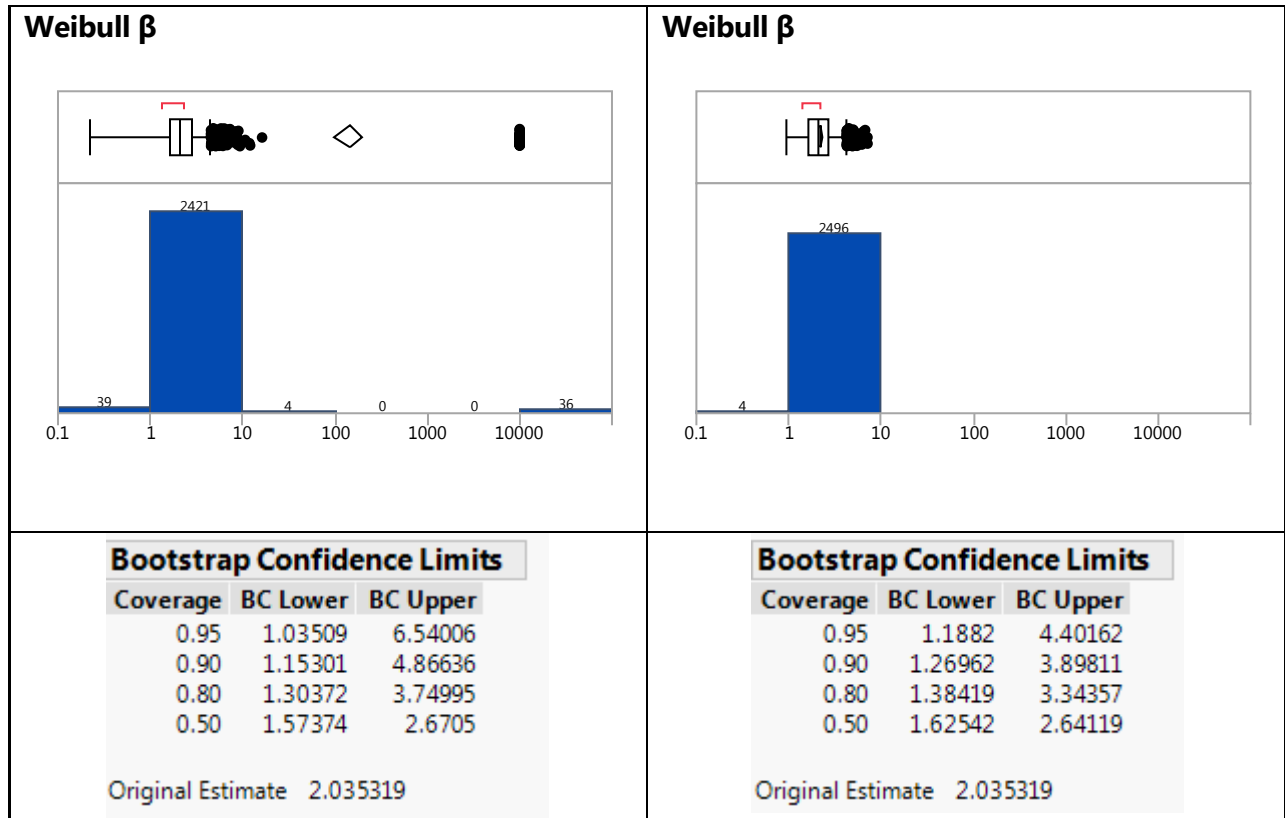 Weibull β
2421
39
4
0
0
36
0.1 1 10 100 1000 10000
Bootstrap Confidence Limits
Coverage BC Lower BC Upper
0.95 1.03509 6.54006
0.90 1.15301 4.86636
0.80 1.30372 3.74995
0.50 1.57374 2.6705
Original Estimate 2.035319
Weibull β
2496
4
0.1 1 10 100 1000 10000
Bootstrap Confidence Limits
Coverage BC Lower BC Upper
0.95 1.1882 4.40162
0.90 1.26962 3.89811
0.80 1.38419 3.34357
0.50 1.62542 2.64119
Original Estimate 2.035319